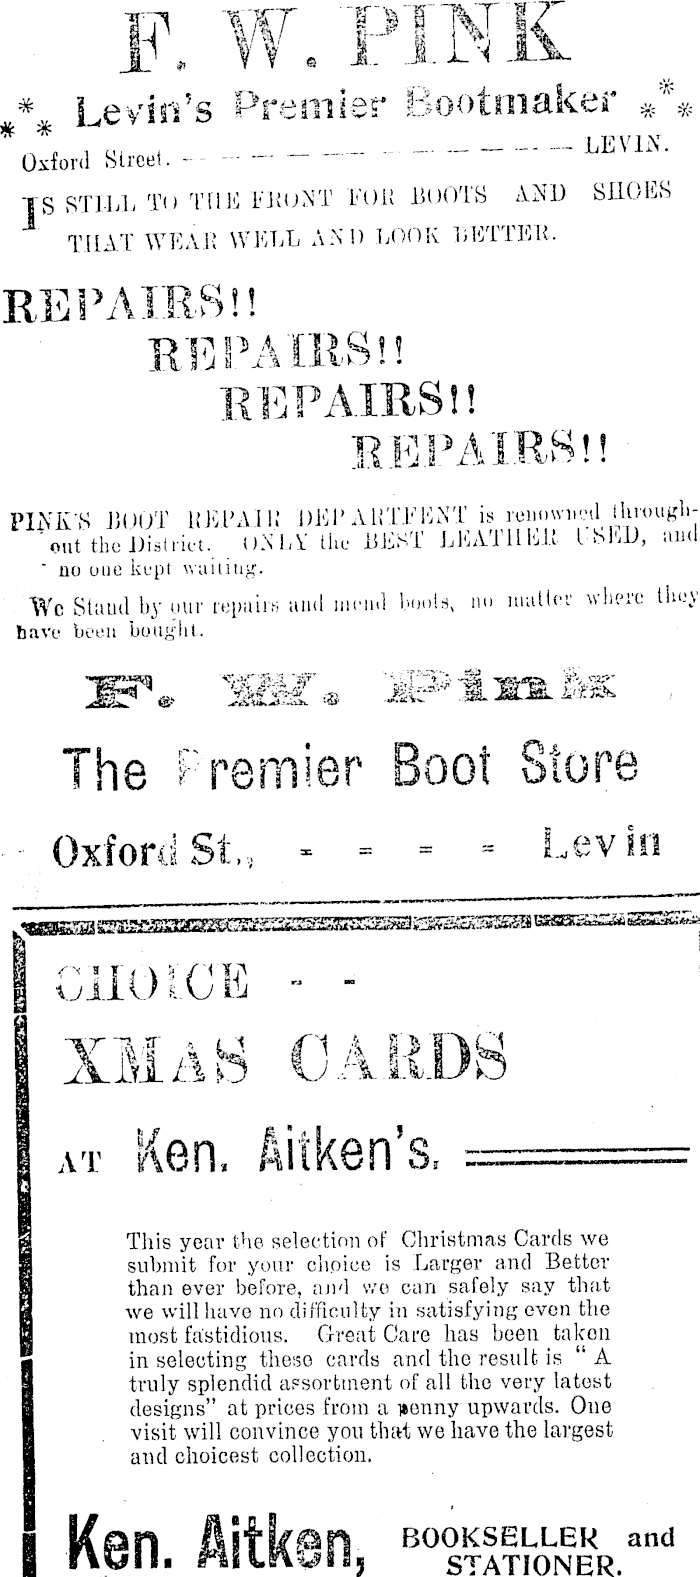 F. W. PINK
Levin's Premier Bootmaker
Oxford Street. - - - - - - - - - - - LEVIN.
IS STILL TO THE FRONT FOR BOOTS AND SHOES
THAT WEAR WELL AND LOOK BETTER.
REPAIRS!!
REPAIRS!!
REPAIRS!!
REPAIRS!!
PINK'S BOOT REPAIR DEPARTFENT is renowned through-
out the District. ONLY the BEST LEATHER USED, and
no one kept waiting.
We Stand by our repairs and mend boots, no matter where they
have been bought.
F. W. Pink
The Premier Boot Store
Oxford St., = = = = Levin
CHOICE - -
XMAS CARDS
AT Ken. Aitken's.
This year the selection of Christmas Cards we
submit for your choice is Larger and Better
than ever before, and we can safely say that
we will have no difficulty in satisfying even the
most fastidious. Great Care has been taken
in selecting these cards and the result is " A
truly splendid assortment of all the very latest
designs" at prices from a penny upwards. One
visit will convince you that we have the largest
and choicest collection.
Ken. Aitken, BOOKSELLER and
STATIONER.